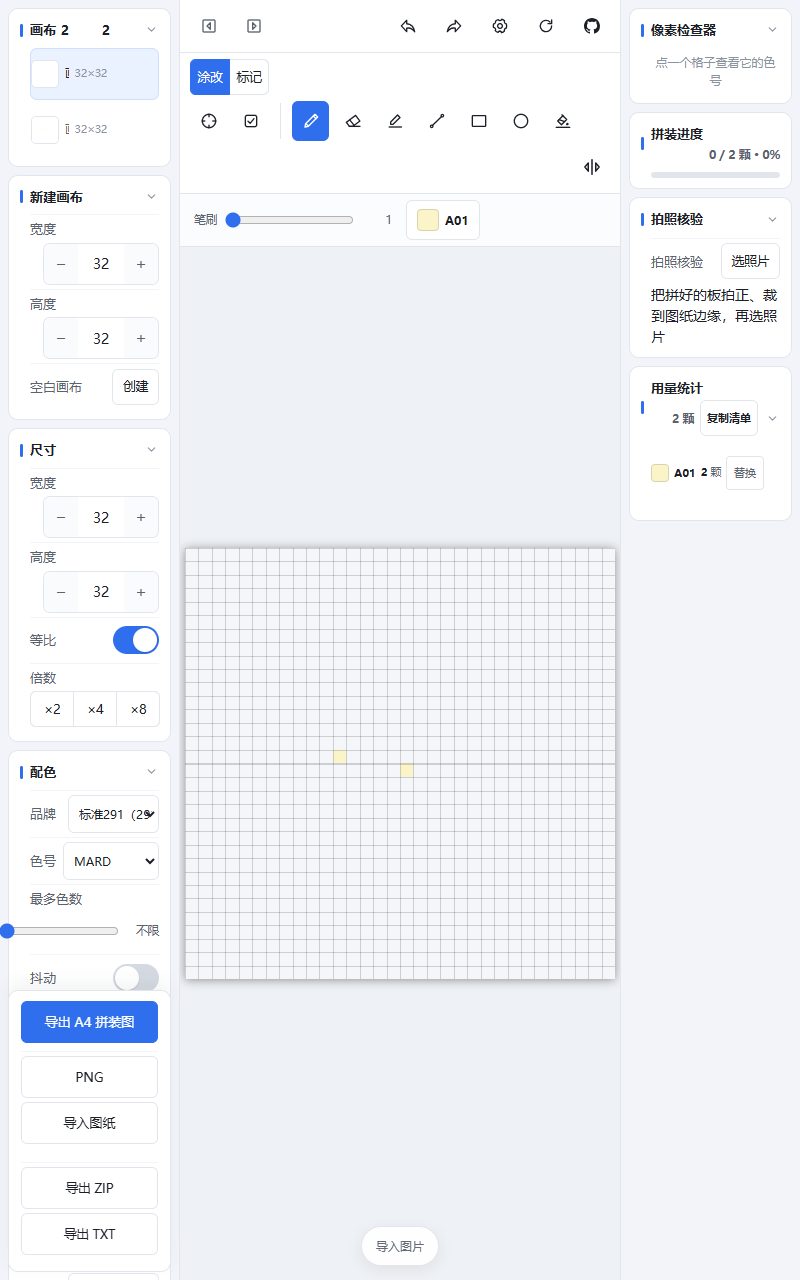 画布 2
2
32×32
32×32
新建画布
宽度
− 32 +
高度
− 32 +
空白画布
创建
尺寸
宽度
− 32 +
高度
− 32 +
等比
倍数
×2 ×4 ×8
配色
品牌
标准291（29
色号
MARD
最多色数
不限
抖动
导出 A4 拼装图
PNG
导入图纸
导出 ZIP
导出 TXT
涂改 标记
笔刷
1
A01
导入图片
像素检查器
点一个格子查看它的色
号
拼装进度
0 / 2 颗 • 0%
拍照核验
拍照核验
选照片
把拼好的板拍正、裁
到图纸边缘，再选照
片
用量统计
2 颗
复制清单
A01 2 颗 替换